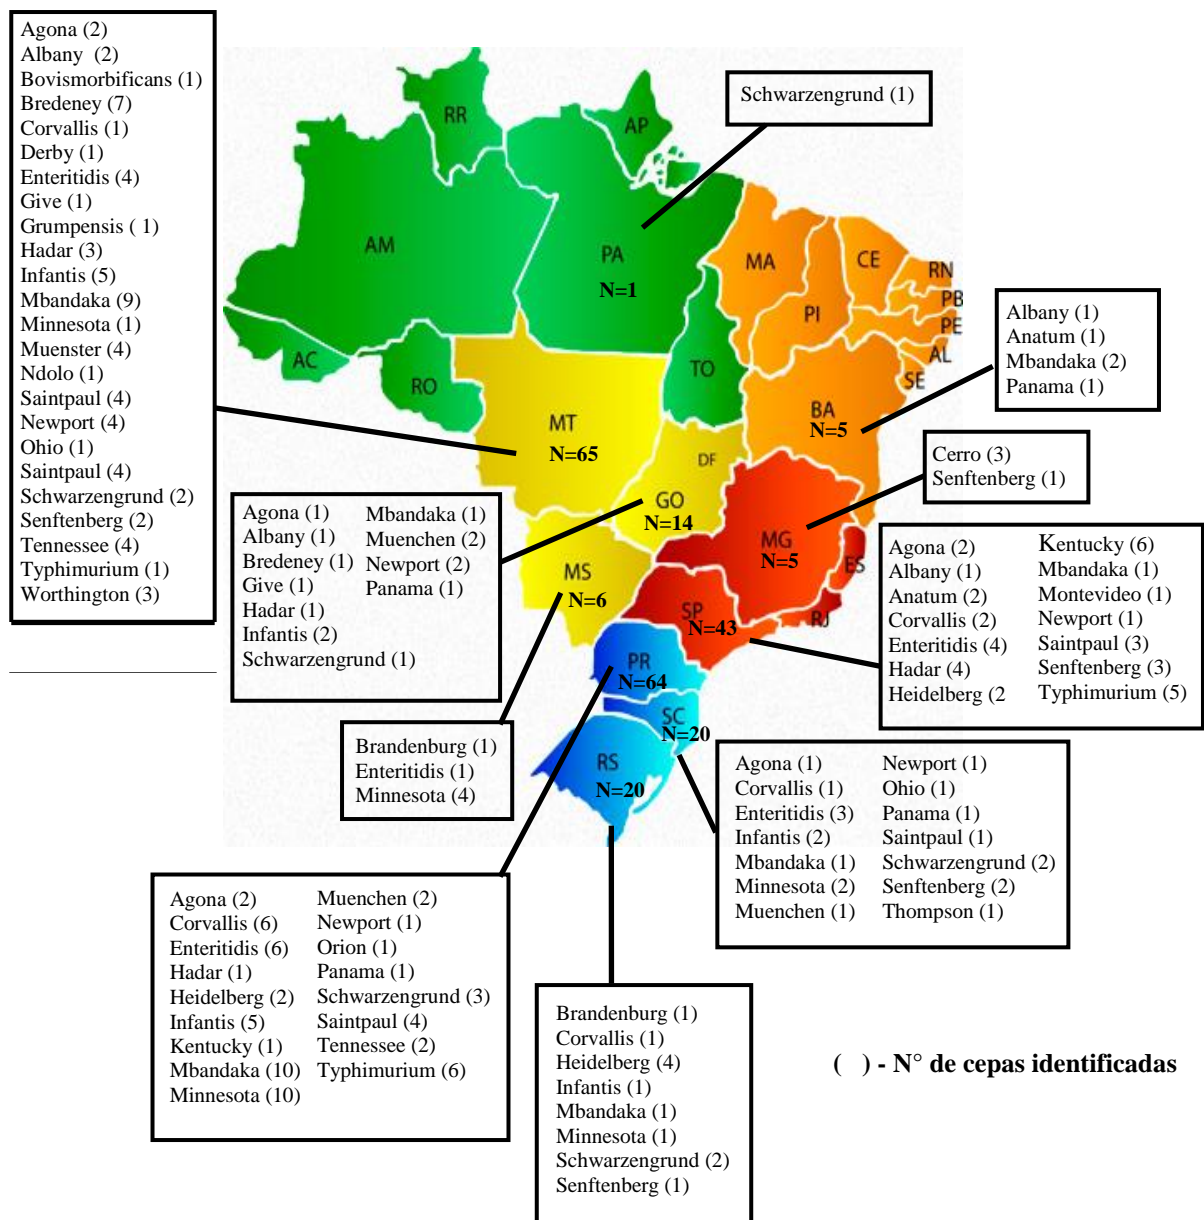 Agona (2)
Albany (2)
Bovismorbificans (1)
Bredeney (7)
Corvallis (1)
Derby (1)
Enteritidis (4)
Give (1)
Grumpensis ( 1)
Hadar (3)
Infantis (5)
Mbandaka (9)
Minnesota (1)
Muenster (4)
Ndolo (1)
Saintpaul (4)
Newport (4)
Ohio (1)
Saintpaul (4)
Schwarzengrund (2)
Senftenberg (2)
Tennessee (4)
Typhimurium (1)
Worthington (3)
Schwarzengrund (1)
RR
AP
AM
PA
N=1
MA
CE
RN
PB
PE
AL
SE
PI
TO
AC
RO
BA
N=5
MT
N=65
DF
GO
N=14
MG
N=5
ES
MS
N=6
SP
N=43
RJ
PR
N=64
SC
N=20
RS
N=20
Albany (1)
Anatum (1)
Mbandaka (2)
Panama (1)
Cerro (3)
Senftenberg (1)
Agona (1)
Albany (1)
Bredeney (1)
Give (1)
Hadar (1)
Infantis (2)
Schwarzengrund (1)
Mbandaka (1)
Muenchen (2)
Newport (2)
Panama (1)
Agona (2)
Albany (1)
Anatum (2)
Corvallis (2)
Enteritidis (4)
Hadar (4)
Heidelberg (2
Kentucky (6)
Mbandaka (1)
Montevideo (1)
Newport (1)
Saintpaul (3)
Senftenberg (3)
Typhimurium (5)
Brandenburg (1)
Enteritidis (1)
Minnesota (4)
Agona (1)
Corvallis (1)
Enteritidis (3)
Infantis (2)
Mbandaka (1)
Minnesota (2)
Muenchen (1)
Newport (1)
Ohio (1)
Panama (1)
Saintpaul (1)
Schwarzengrund (2)
Senftenberg (2)
Thompson (1)
Agona (2)
Corvallis (6)
Enteritidis (6)
Hadar (1)
Heidelberg (2)
Infantis (5)
Kentucky (1)
Mbandaka (10)
Minnesota (10)
Muenchen (2)
Newport (1)
Orion (1)
Panama (1)
Schwarzengrund (3)
Saintpaul (4)
Tennessee (2)
Typhimurium (6)
Brandenburg (1)
Corvallis (1)
Heidelberg (4)
Infantis (1)
Mbandaka (1)
Minnesota (1)
Schwarzengrund (2)
Senftenberg (1)
( ) - N° de cepas identificadas